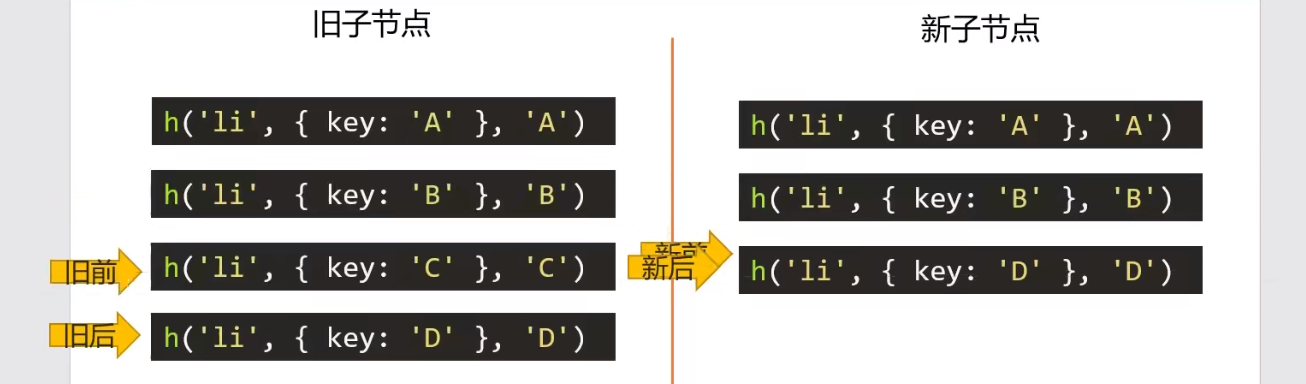 旧子节点
新子节点
h('li', { key: 'A' }, 'A')
h('li', { key: 'B' }, 'B')
旧前
h('li', { key: 'C' }, 'C')
旧后
h('li', { key: 'D' }, 'D')
h('li', { key: 'A' }, 'A')
h('li', { key: 'B' }, 'B')
新前
新后
h('li', { key: 'D' }, 'D')